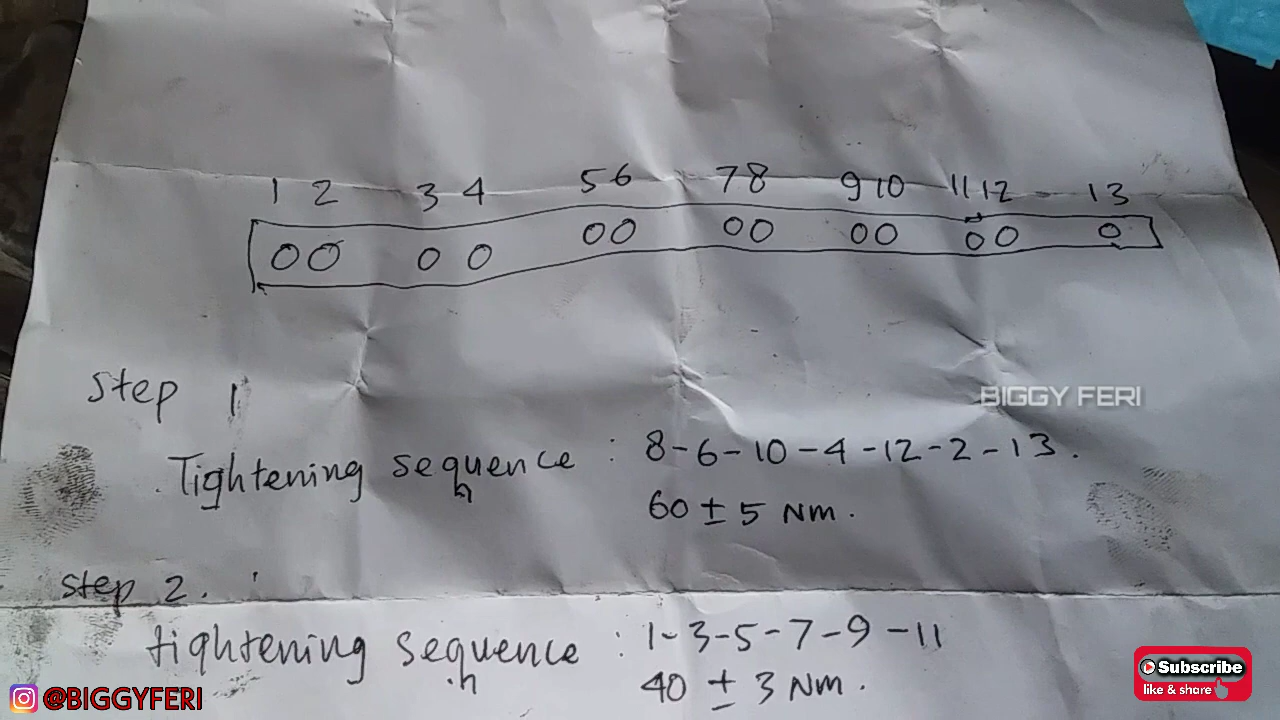 1 2 3 4 5 6 7 8 9 10 11 12 13
step 1
BIGGY FERI
Tightening sequence : 8-6-10-4-12-2-13.
60 ± 5 Nm.
step 2.
tightening sequence : 1-3-5-7-9-11
40 ± 3 Nm.
@BIGGYFERI
Subscribe
like & share